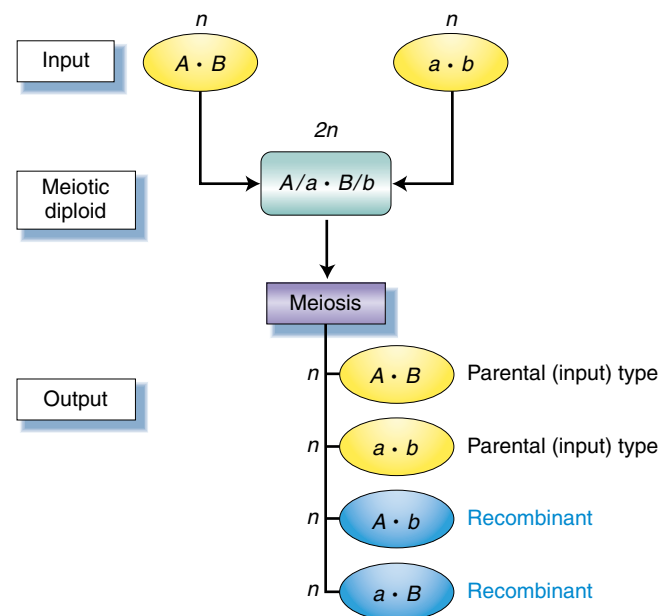 n n
Input A • B a • b
2n
Meiotic
diploid
A/a • B/b
Meiosis
Output
n A • B Parental (input) type
n a • b Parental (input) type
n A • b Recombinant
n a • B Recombinant